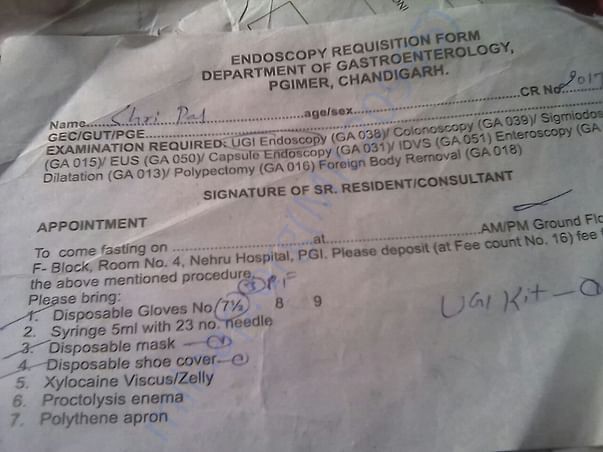 ENDOSCOPY REQUISITION FORM
DEPARTMENT OF GASTROENTEROLOGY,
PGIMER, CHANDIGARH.
CR No 2017
Name Shri Pal age/sex
GEC/GUT/PGE
EXAMINATION REQUIRED: UGI Endoscopy (GA 038)/ Colonoscopy (GA 039)/ Sigmiodos
(GA 015)/ EUS (GA 050)/ Capsule Endoscopy (GA 031)/ IDVS (GA 051) Enteroscopy (GA
Dilatation (GA 013)/ Polypectomy (GA 016) Foreign Body Removal (GA 018)
SIGNATURE OF SR. RESIDENT/CONSULTANT
APPOINTMENT
To come fasting on at AM/PM Ground Flo
F- Block, Room No. 4, Nehru Hospital, PGI. Please deposit (at Fee count No. 16) fee f
the above mentioned procedure.
Please bring:
1. Disposable Gloves No 7½ 8 9
UGI Kit -
2. Syringe 5ml with 23 no. needle
3. Disposable mask
4. Disposable shoe cover
5. Xylocaine Viscus/Zelly
6. Proctolysis enema
7. Polythene apron